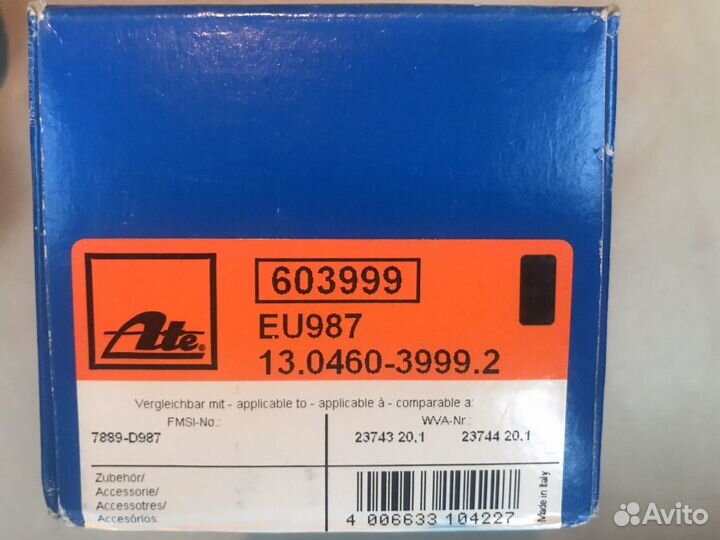 603999
Ate®
EU987
13.0460-3999.2
Vergleichbar mit - applicable to - applicable à - comparable a:
FMSI-No.:
WVA-Nr.:
7889-D987
23743 20,1 23744 20,1
Zubehör/
Accessorie/
Accessotres/
Accesórios:
4 006633 104227
Made in Italy
Avito